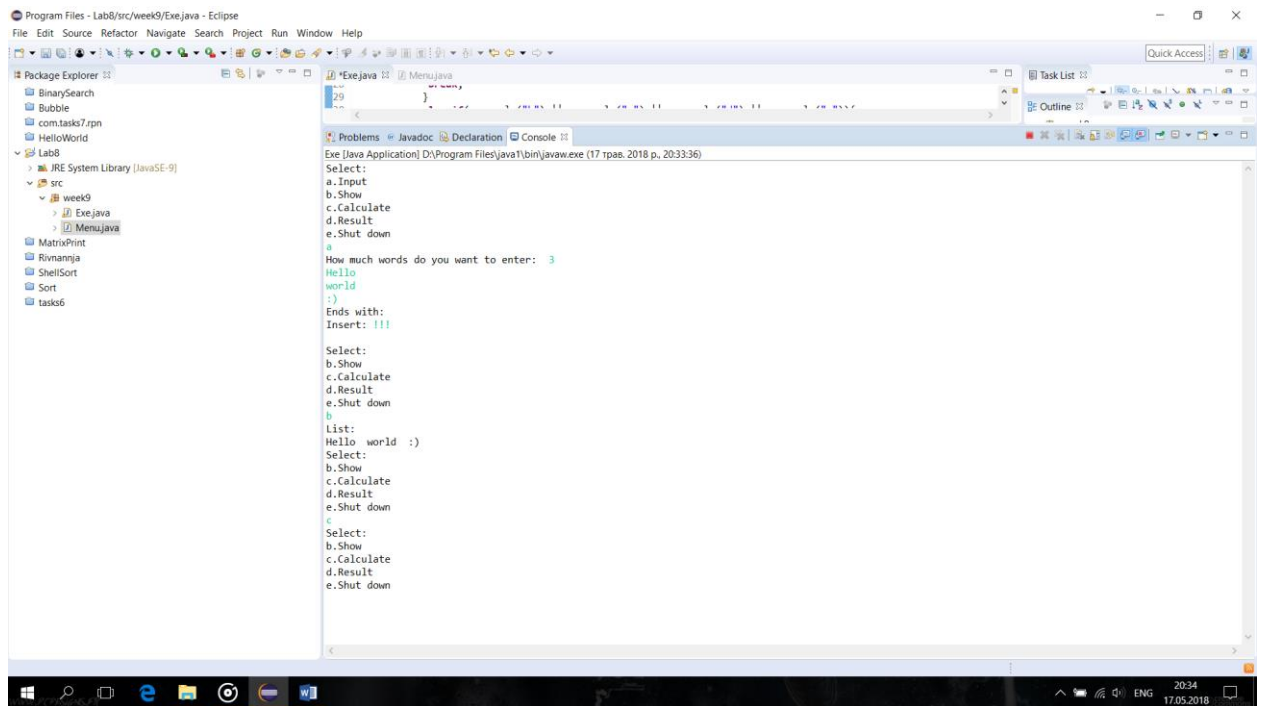 Program Files - Lab8/src/week9/Exe.java - Eclipse
File Edit Source Refactor Navigate Search Project Run Window Help
Quick Access
Package Explorer
BinarySearch
Bubble
com.tasks7.rpn
HelloWorld
Lab8
JRE System Library [JavaSE-9]
src
week9
Exe.java
Menu.java
MatrixPrint
Rivnannja
ShellSort
Sort
tasks6
*Exe.java Menu.java
29 }
Problems Javadoc Declaration Console
Exe [Java Application] D:\Program Files\java1\bin\javaw.exe (17 трав. 2018 р., 20:33:36)
Select:
a.Input
b.Show
c.Calculate
d.Result
e.Shut down
a
How much words do you want to enter: 3
Hello
world
:)
Ends with:
Insert: !!!
Select:
b.Show
c.Calculate
d.Result
e.Shut down
b
List:
Hello world :)
Select:
b.Show
c.Calculate
d.Result
e.Shut down
c
Select:
b.Show
c.Calculate
d.Result
e.Shut down
Task List
Outline
ENG
20:34
17.05.2018